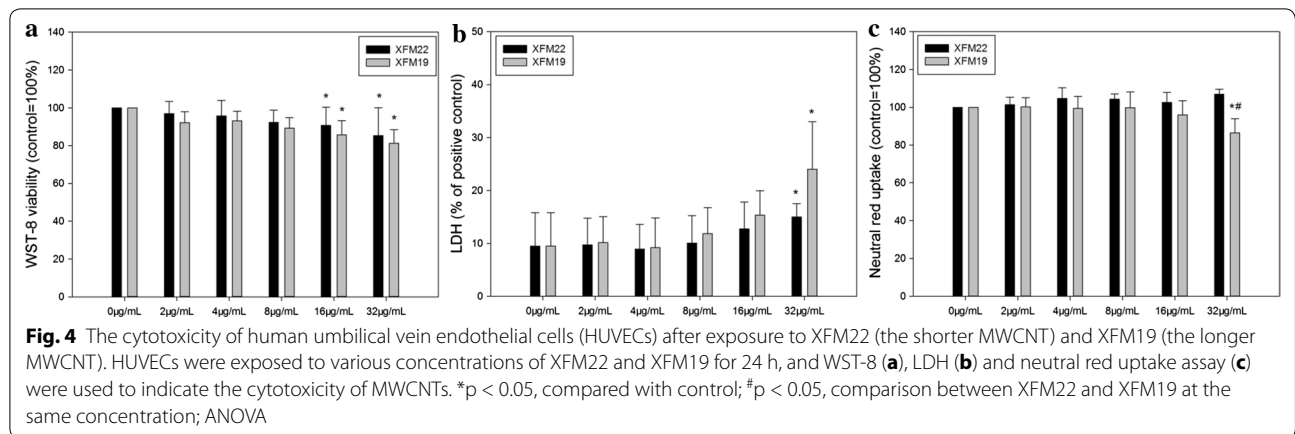 a
140
120
100
80
60
40
20
0
WST-8 viability (control=100%)
XFM22
XFM19
* * * *
0µg/mL 2µg/mL 4µg/mL 8µg/mL 16µg/mL 32µg/mL
b
50
40
30
20
10
0
LDH (% of positive control)
XFM22
XFM19
* *
0µg/mL 2µg/mL 4µg/mL 8µg/mL 16µg/mL 32µg/mL
c
140
120
100
80
60
40
20
0
Neutral red uptake (control=100%)
XFM22
XFM19
*#
0µg/mL 2µg/mL 4µg/mL 8µg/mL 16µg/mL 32µg/mL
Fig. 4 The cytotoxicity of human umbilical vein endothelial cells (HUVECs) after exposure to XFM22 (the shorter MWCNT) and XFM19 (the longer
MWCNT). HUVECs were exposed to various concentrations of XFM22 and XFM19 for 24 h, and WST-8 (a), LDH (b) and neutral red uptake assay (c)
were used to indicate the cytotoxicity of MWCNTs. *p < 0.05, compared with control; #p < 0.05, comparison between XFM22 and XFM19 at the
same concentration; ANOVA